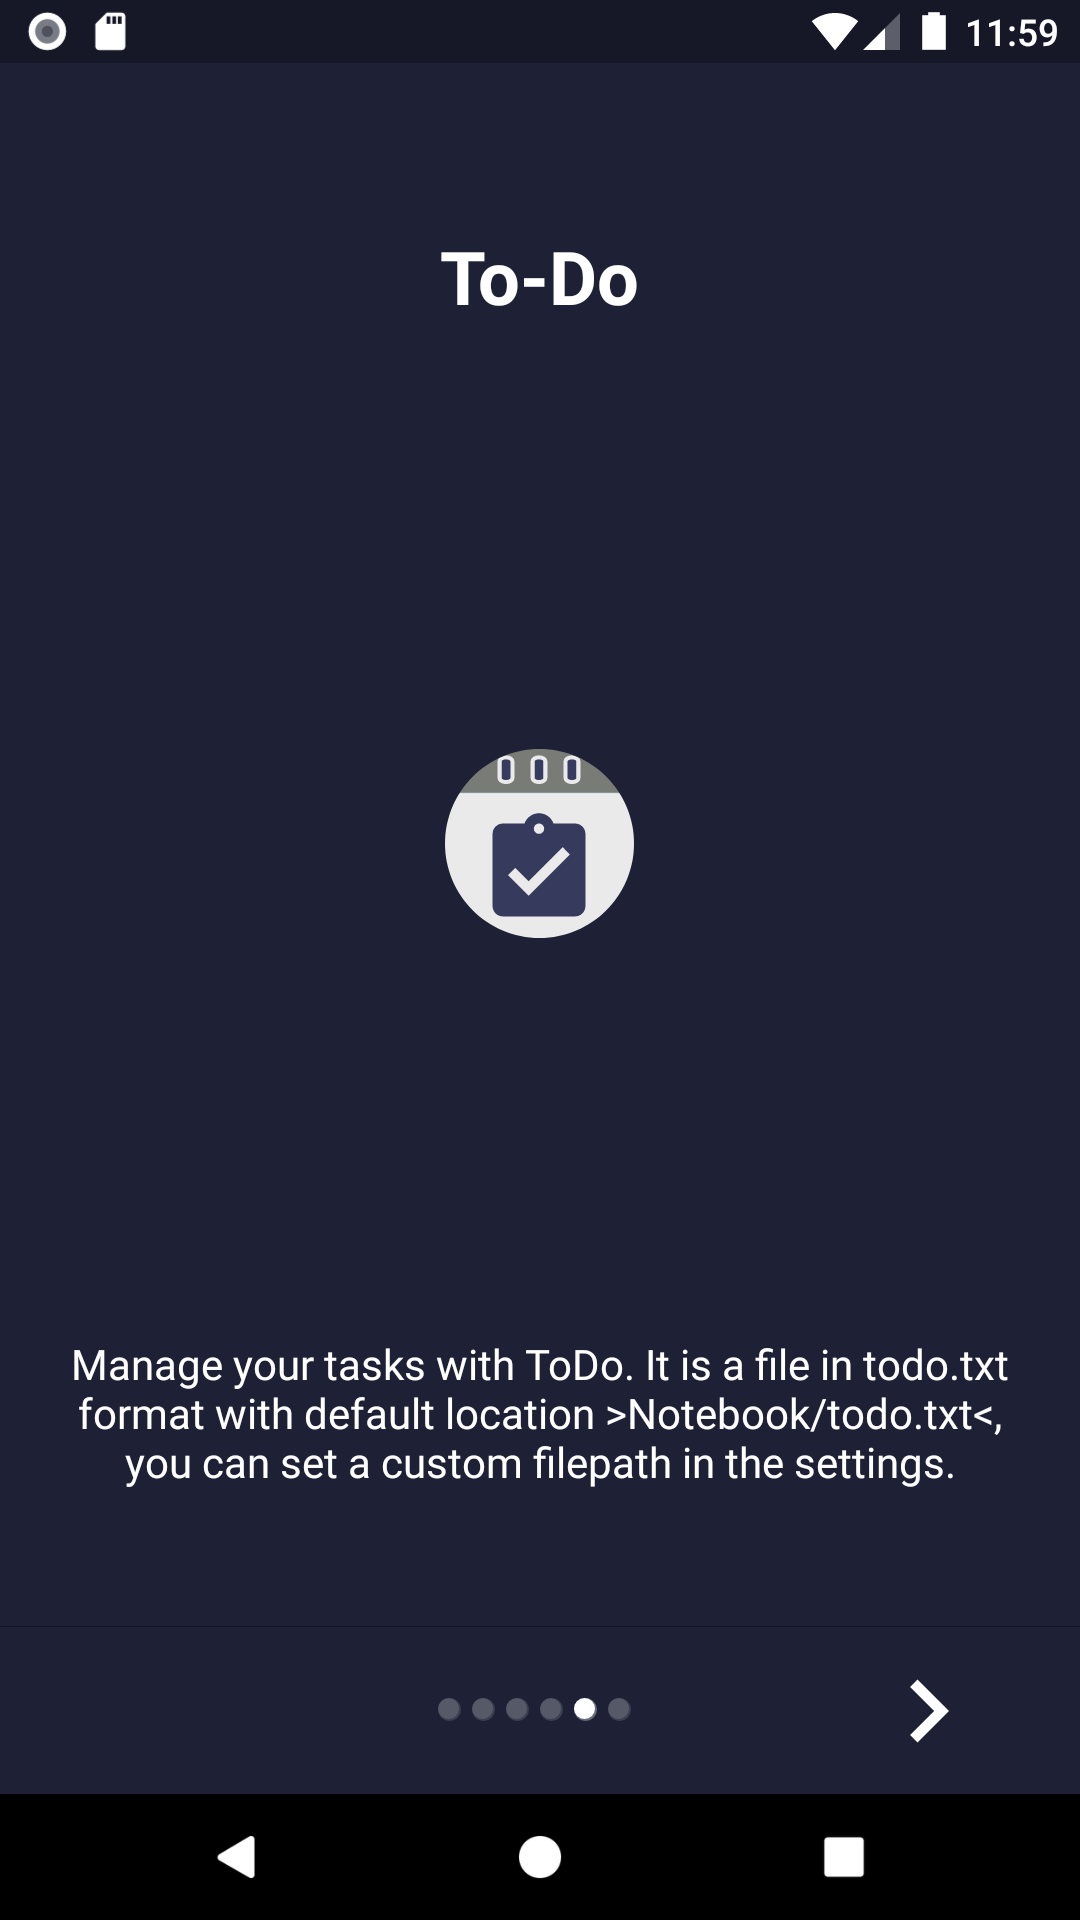 11:59
To-Do
Manage your tasks with ToDo. It is a file in todo.txt
format with default location >Notebook/todo.txt<,
you can set a custom filepath in the settings.